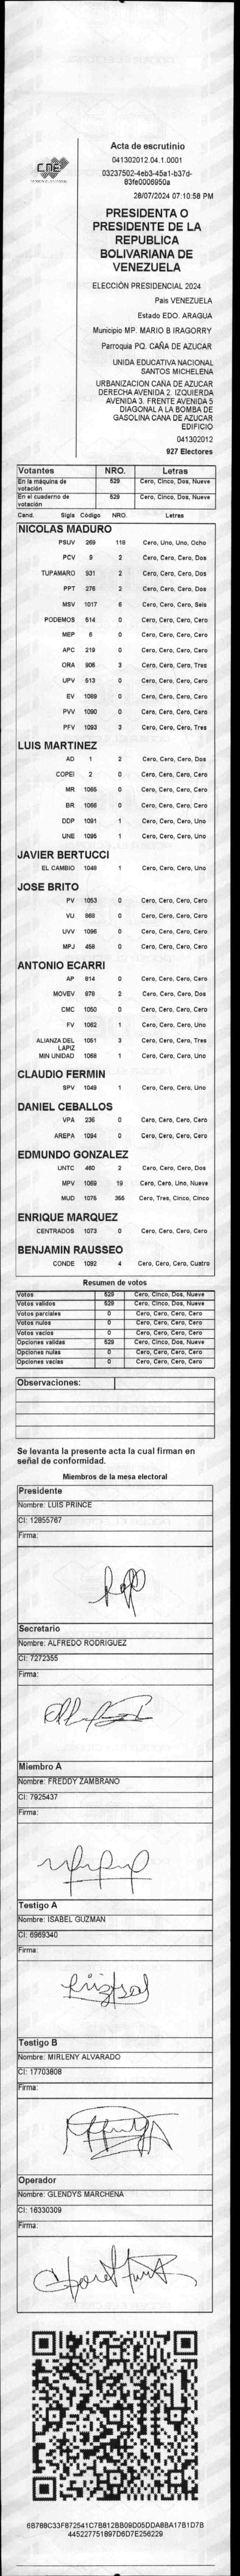 CNE
Acta de escrutinio
041302012.04.1.0001
03237502-4eb3-45a1-b37d-
83fe0006950a
28/07/2024 07:10:58 PM
PRESIDENTA O
PRESIDENTE DE LA
REPUBLICA
BOLIVARIANA DE
VENEZUELA
ELECCIÓN PRESIDENCIAL 2024
Pais VENEZUELA
Estado EDO. ARAGUA
Municipio MP. MARIO B IRAGORRY
Parroquia PQ. CAÑA DE AZUCAR
UNIDA EDUCATIVA NACIONAL
SANTOS MICHELENA
URBANIZACION CAÑA DE AZUCAR
DERECHA AVENIDA 2. IZQUIERDA
AVENIDA 3. FRENTE AVENIDA 5
DIAGONAL A LA BOMBA DE
GASOLINA CANA DE AZUCAR
EDIFICIO
041302012
927 Electores
Votantes NRO. Letras
En la máquina de votación 529 Cero, Cinco, Dos, Nueve
En el cuaderno de votación 529 Cero, Cinco, Dos, Nueve
Cand. Sigls Código NRO. Letras
NICOLAS MADURO
PSUV 269 118 Cero, Uno, Uno, Ocho
PCV 9 2 Cero, Cero, Cero, Dos
TUPAMARO 931 2 Cero, Cero, Cero, Dos
PPT 276 2 Cero, Cero, Cero, Dos
MSV 1017 6 Cero, Cero, Cero, Seis
PODEMOS 514 0 Cero, Cero, Cero, Cero
MEP 6 0 Cero, Cero, Cero, Cero
APC 219 0 Cero, Cero, Cero, Cero
ORA 906 3 Cero, Cero, Cero, Tres
UPV 513 0 Cero, Cero, Cero, Cero
EV 1089 0 Cero, Cero, Cero, Cero
PVV 1090 0 Cero, Cero, Cero, Cero
PFV 1093 3 Cero, Cero, Cero, Tres
LUIS MARTINEZ
AD 1 2 Cero, Cero, Cero, Dos
COPEI 2 0 Cero, Cero, Cero, Cero
MR 1065 0 Cero, Cero, Cero, Cero
BR 1066 0 Cero, Cero, Cero, Cero
DDP 1091 1 Cero, Cero, Cero, Uno
UNE 1095 1 Cero, Cero, Cero, Uno
JAVIER BERTUCCI
EL CAMBIO 1048 1 Cero, Cero, Cero, Uno
JOSE BRITO
PV 1053 0 Cero, Cero, Cero, Cero
VU 868 0 Cero, Cero, Cero, Cero
UVV 1096 0 Cero, Cero, Cero, Cero
MPJ 458 0 Cero, Cero, Cero, Cero
ANTONIO ECARRI
AP 814 0 Cero, Cero, Cero, Cero
MOVEV 878 2 Cero, Cero, Cero, Dos
CMC 1050 0 Cero, Cero, Cero, Cero
FV 1062 1 Cero, Cero, Cero, Uno
ALIANZA DEL LAPIZ 1051 3 Cero, Cero, Cero, Tres
MIN UNIDAD 1068 1 Cero, Cero, Cero, Uno
CLAUDIO FERMIN
SPV 1049 1 Cero, Cero, Cero, Uno
DANIEL CEBALLOS
VPA 236 0 Cero, Cero, Cero, Cero
AREPA 1094 0 Cero, Cero, Cero, Cero
EDMUNDO GONZALEZ
UNTC 460 2 Cero, Cero, Cero, Dos
MPV 1069 19 Cero, Cero, Uno, Nueve
MUD 1076 355 Cero, Tres, Cinco, Cinco
ENRIQUE MARQUEZ
CENTRADOS 1073 0 Cero, Cero, Cero, Cero
BENJAMIN RAUSSEO
CONDE 1092 4 Cero, Cero, Cero, Cuatro
Resumen de votos
Votos 529 Cero, Cinco, Dos, Nueve
Votos validos 529 Cero, Cinco, Dos, Nueve
Votos parciales 0 Cero, Cero, Cero, Cero
Votos nulos 0 Cero, Cero, Cero, Cero
Votos vacios 0 Cero, Cero, Cero, Cero
Opciones validas 529 Cero, Cinco, Dos, Nueve
Opciones nulas 0 Cero, Cero, Cero, Cero
Opciones vacias 0 Cero, Cero, Cero, Cero
Observaciones:
Se levanta la presente acta la cual firman en
señal de conformidad.
Miembros de la mesa electoral
Presidente
Nombre: LUIS PRINCE
CI: 12855767
Firma:
Secretario
Nombre: ALFREDO RODRIGUEZ
CI: 7272355
Firma:
Miembro A
Nombre: FREDDY ZAMBRANO
CI: 7925437
Firma:
Testigo A
Nombre: ISABEL GUZMAN
CI: 6969340
Firma:
Testigo B
Nombre: MIRLENY ALVARADO
CI: 17703808
Firma:
Operador
Nombre: GLENDYS MARCHENA
CI: 16330309
Firma:
6B788C33F872541C7B812BB09D05DDA8BA17B1D7B
445227751897D6D7E256229